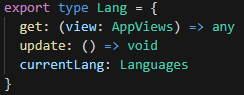 export type Lang = {
  get: (view: AppViews) => any
  update: () => void
  currentLang: Languages
}